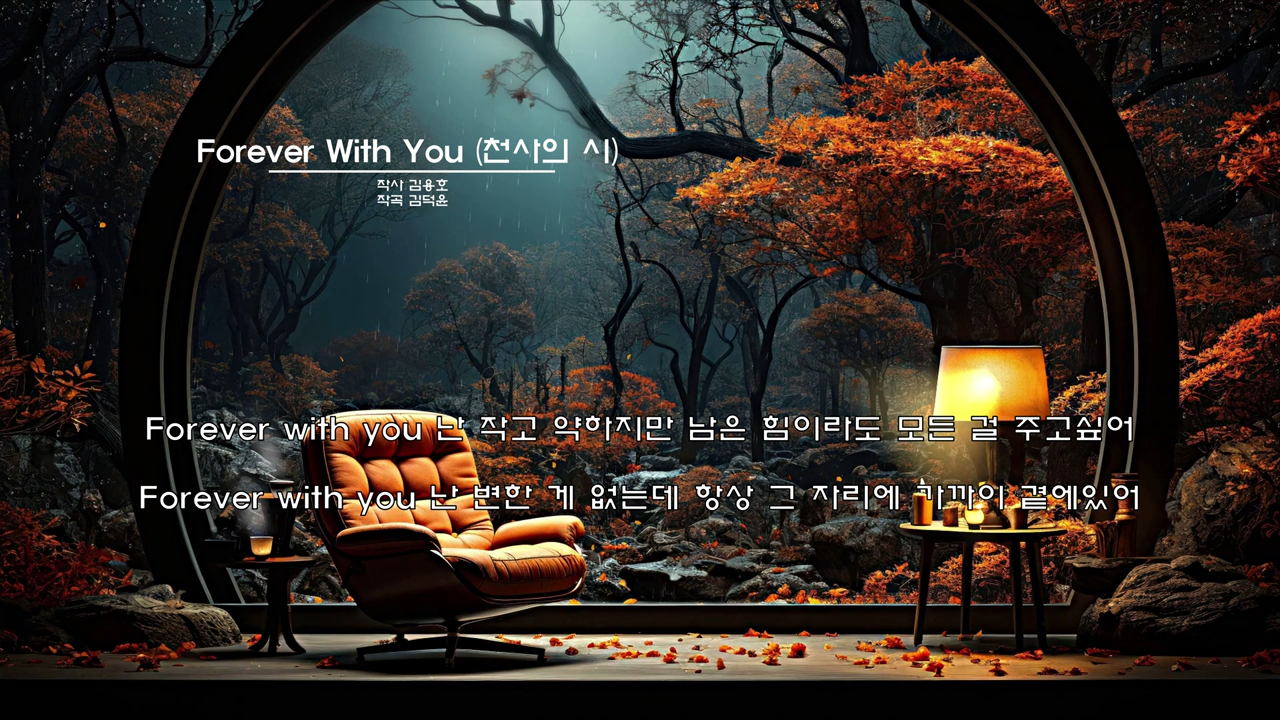 Forever With You (천사의 시)
작사 김용호
작곡 김덕윤
Forever with you 난 작고 약하지만 남은 힘이라도 모든 걸 주고싶어
Forever with you 난 변한 게 없는데 항상 그 자리에 가까이 곁에있어